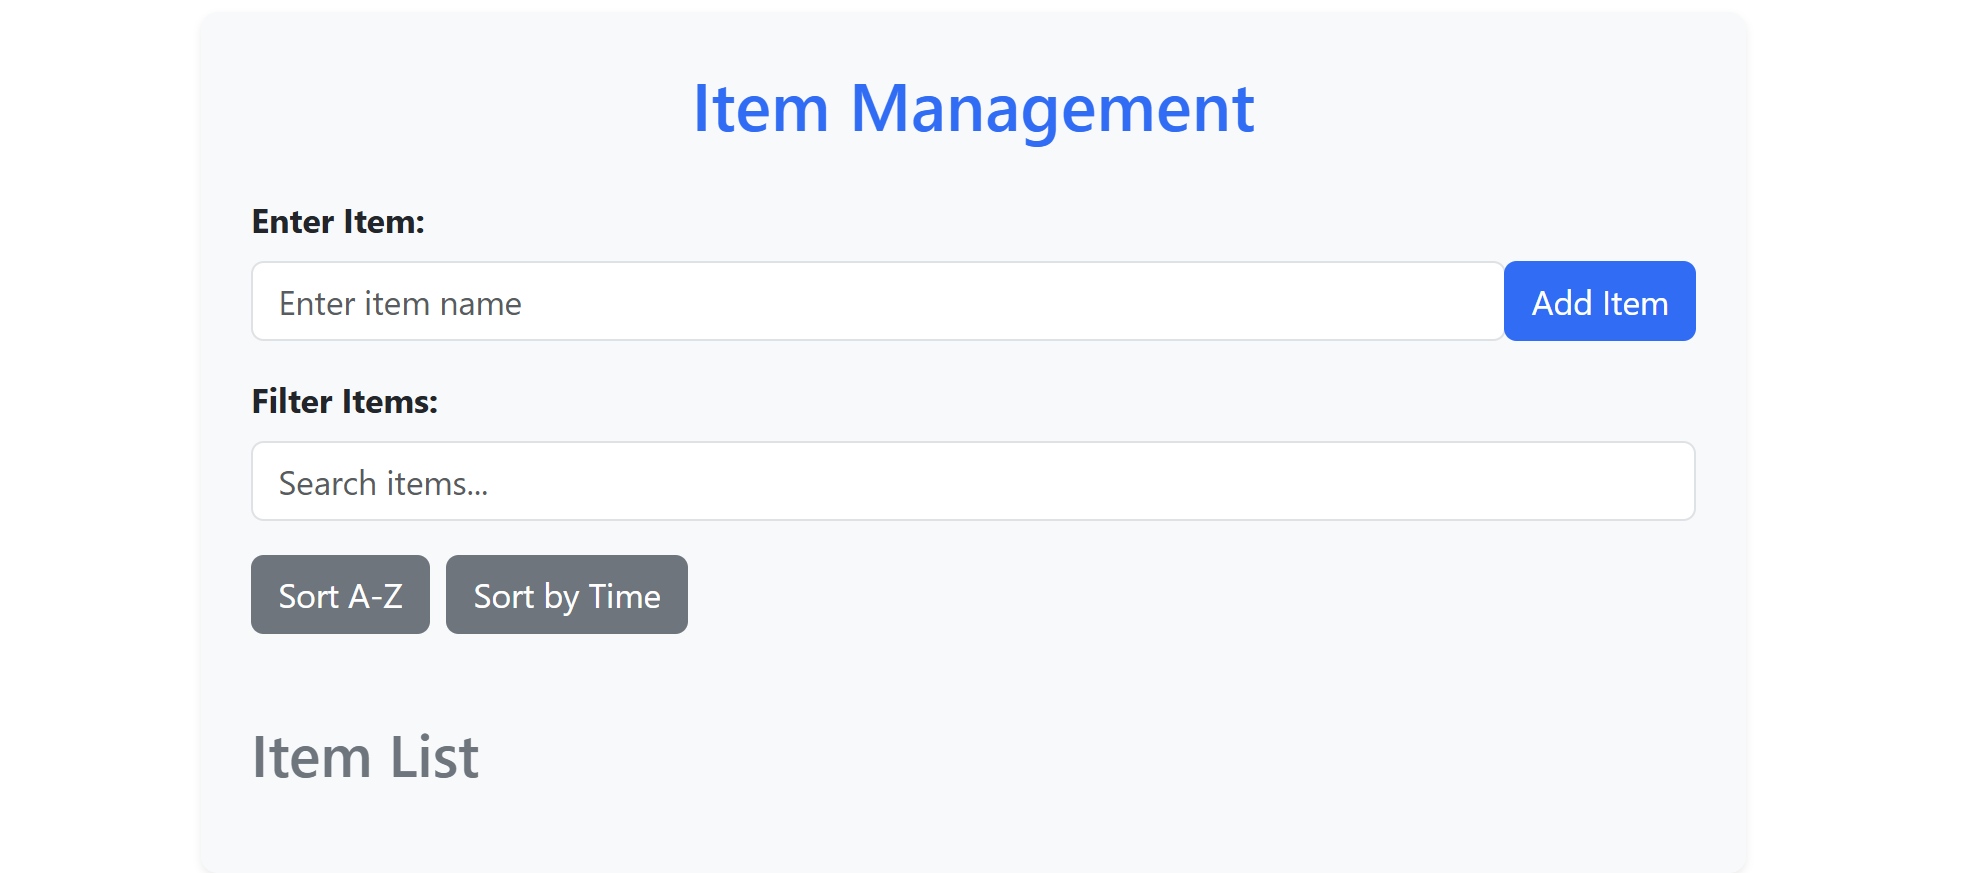 Item Management
Enter Item:
Enter item name
Add Item
Filter Items:
Search items...
Sort A-Z
Sort by Time
Item List